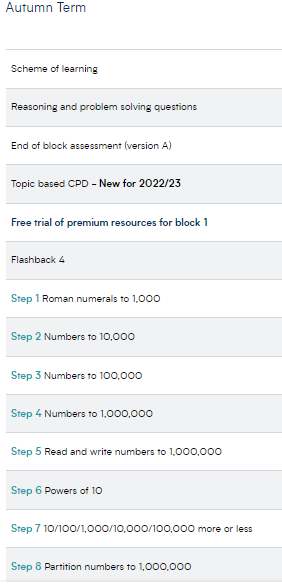 Autumn Term
Scheme of learning
Reasoning and problem solving questions
End of block assessment (version A)
Topic based CPD - New for 2022/23
Free trial of premium resources for block 1
Flashback 4
Step 1 Roman numerals to 1,000
Step 2 Numbers to 10,000
Step 3 Numbers to 100,000
Step 4 Numbers to 1,000,000
Step 5 Read and write numbers to 1,000,000
Step 6 Powers of 10
Step 7 10/100/1,000/10,000/100,000 more or less
Step 8 Partition numbers to 1,000,000